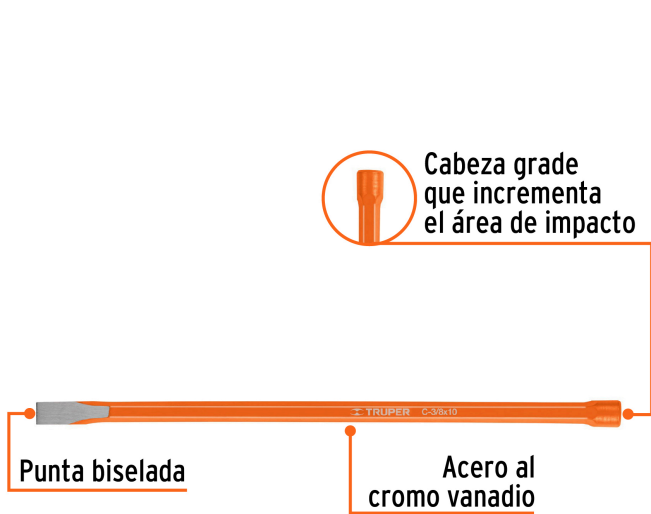 Cabeza grade
que incrementa
el área de impacto
TRUPER C-3/8x10
Punta biselada
Acero al
cromo vanadio